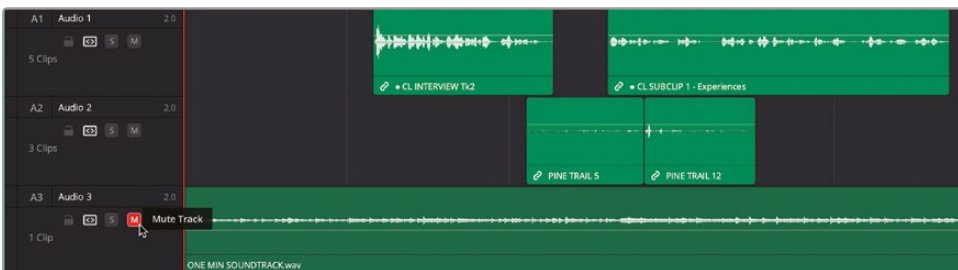 A1 Audio 1 2.0
S M
5 Clips
• CL INTERVIEW Tk2
• CL SUBCLIP 1 - Experiences
A2 Audio 2 2.0
S M
3 Clips
PINE TRAIL 5
PINE TRAIL 12
A3 Audio 3 2.0
S M Mute Track
1 Clip
ONE MIN SOUNDTRACK.wav